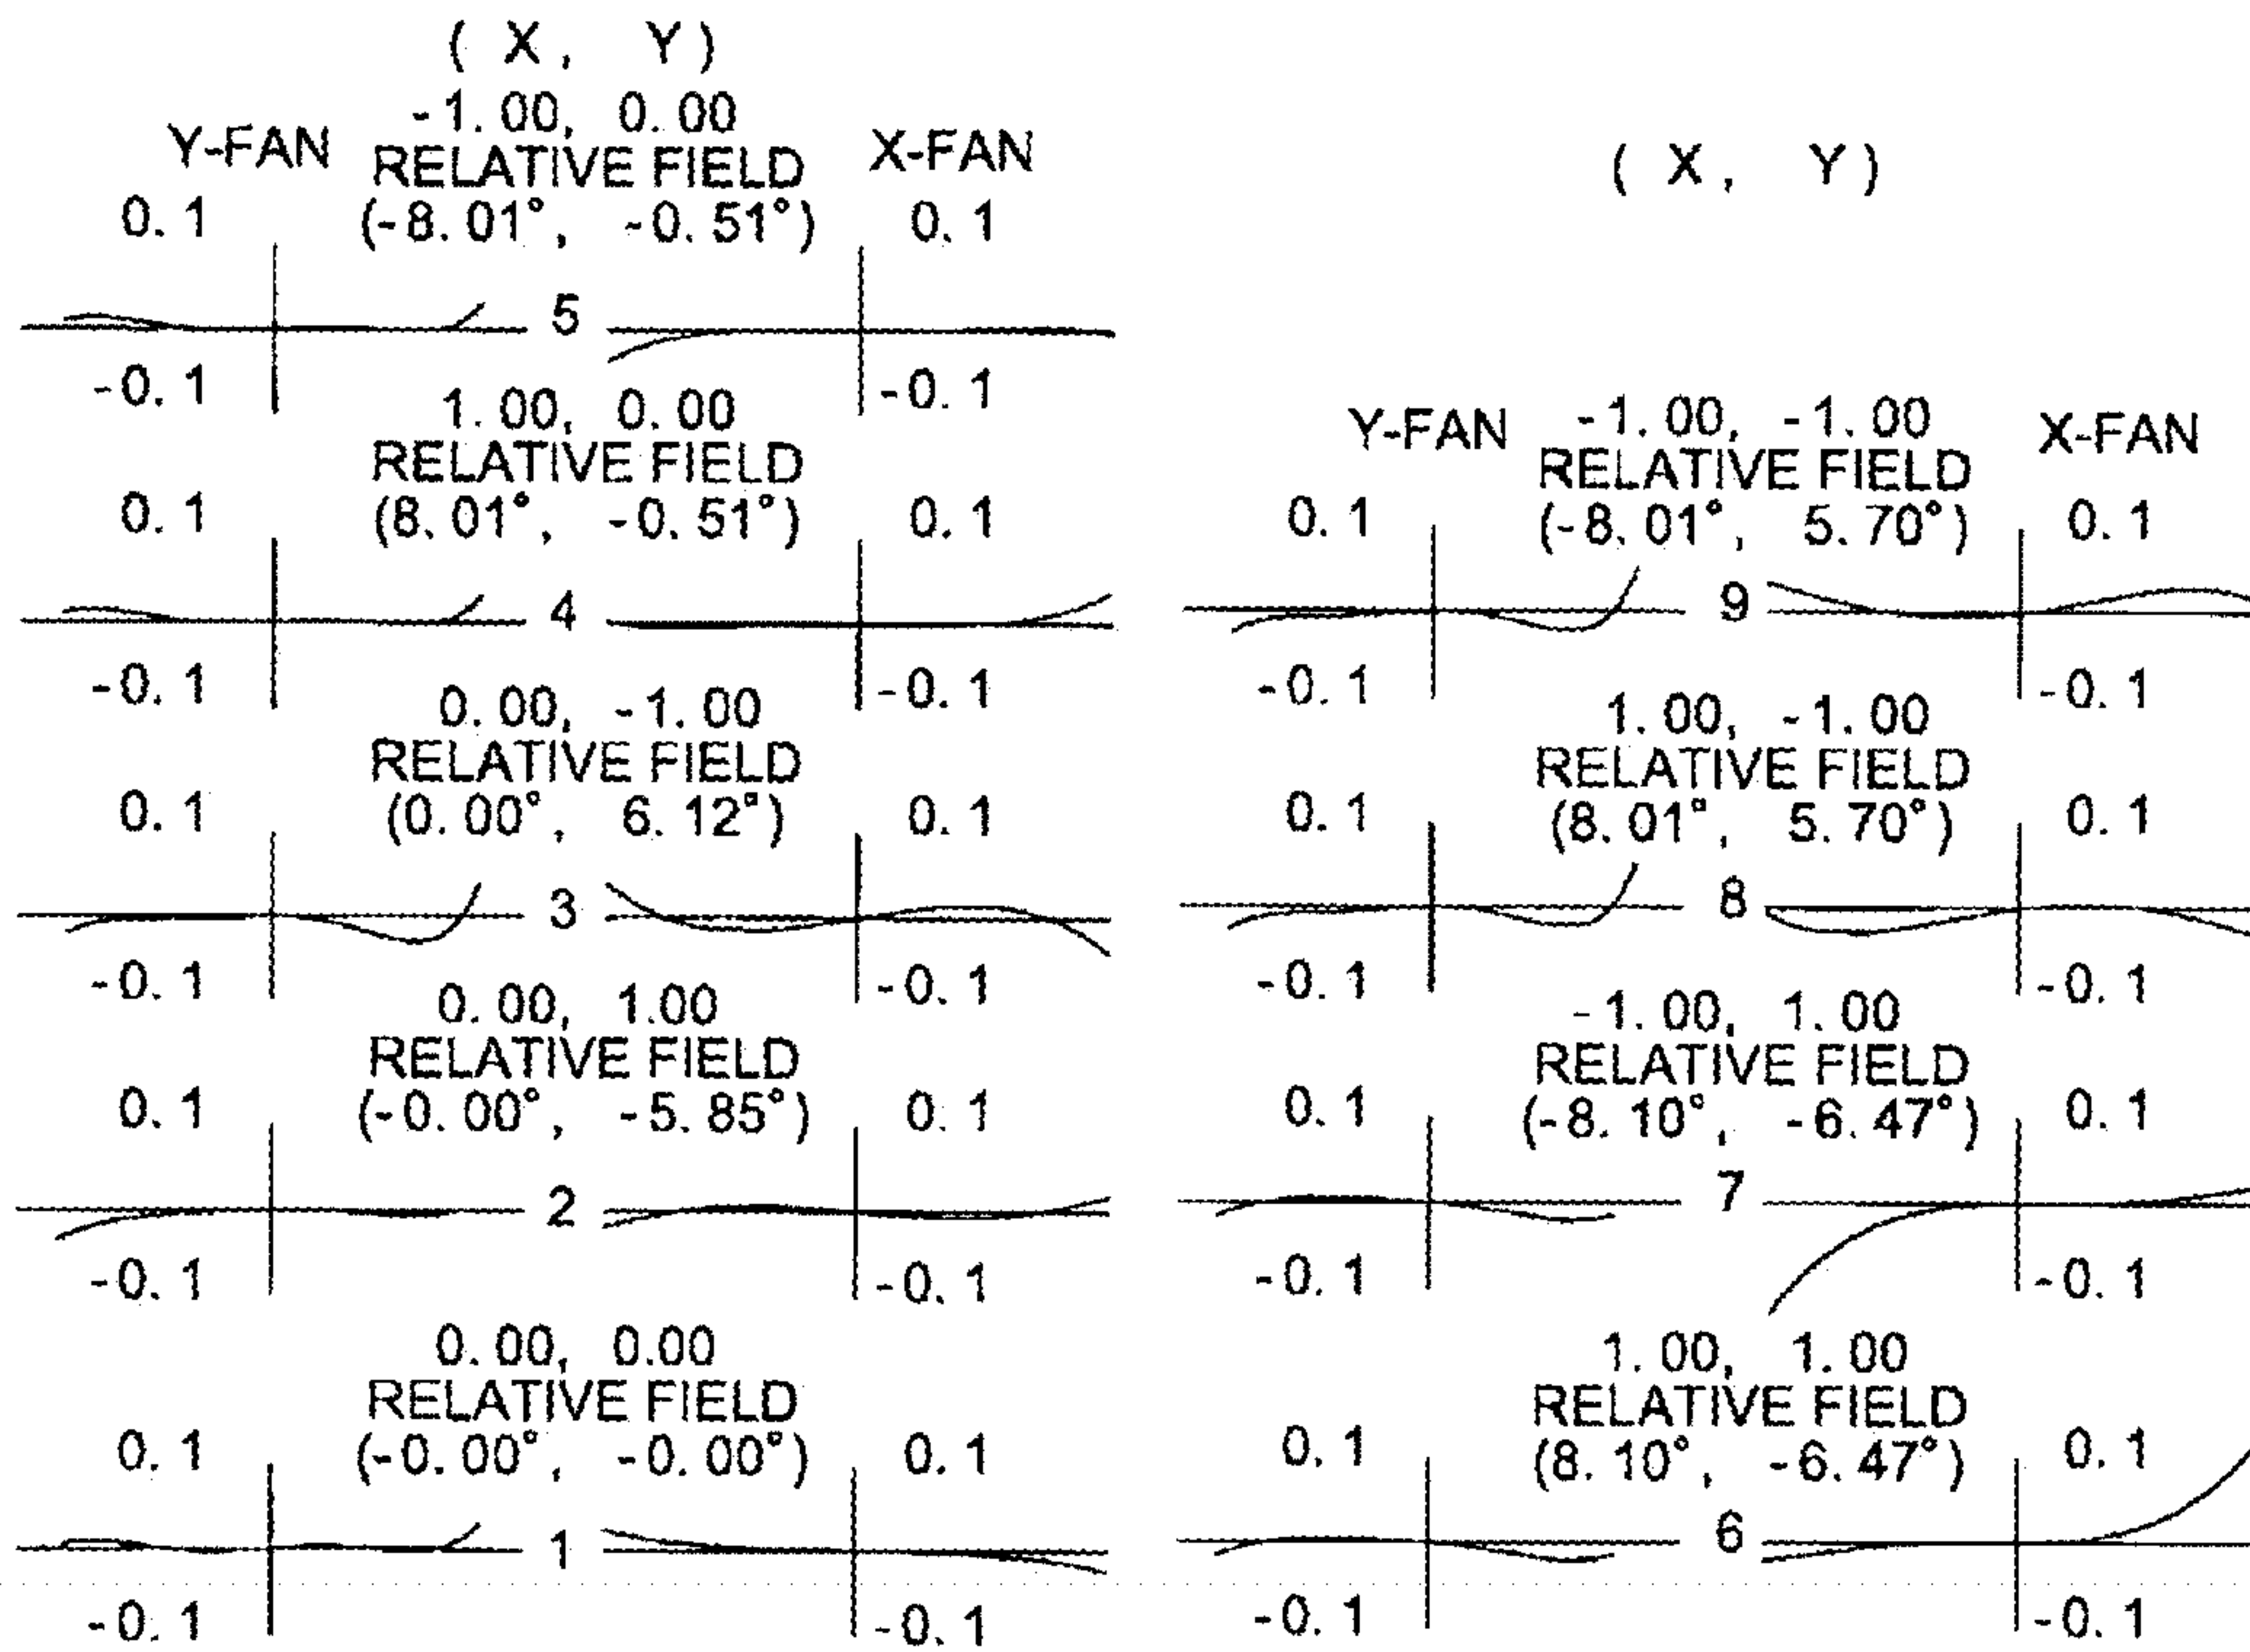 ( X, Y )
-1.00, 0.00
Y-FAN RELATIVE FIELD X-FAN
0.1 (-8.01°, -0.51°) 0.1
5
-0.1 -0.1
1.00, 0.00
RELATIVE FIELD
0.1 (8.01°, -0.51°) 0.1
4
-0.1 -0.1
0.00, -1.00
RELATIVE FIELD
0.1 (0.00°, 6.12°) 0.1
3
-0.1 -0.1
0.00, 1.00
RELATIVE FIELD
0.1 (-0.00°, -5.85°) 0.1
2
-0.1 -0.1
0.00, 0.00
RELATIVE FIELD
0.1 (-0.00°, -0.00°) 0.1
1
-0.1 -0.1
( X, Y )
Y-FAN -1.00, -1.00 X-FAN
RELATIVE FIELD
0.1 (-8.01°, 5.70°) 0.1
9
-0.1 -0.1
1.00, -1.00
RELATIVE FIELD
0.1 (8.01°, 5.70°) 0.1
8
-0.1 -0.1
-1.00, 1.00
RELATIVE FIELD
0.1 (-8.10°, -6.47°) 0.1
7
-0.1 -0.1
1.00, 1.00
RELATIVE FIELD
0.1 (8.10°, -6.47°) 0.1
6
-0.1 -0.1